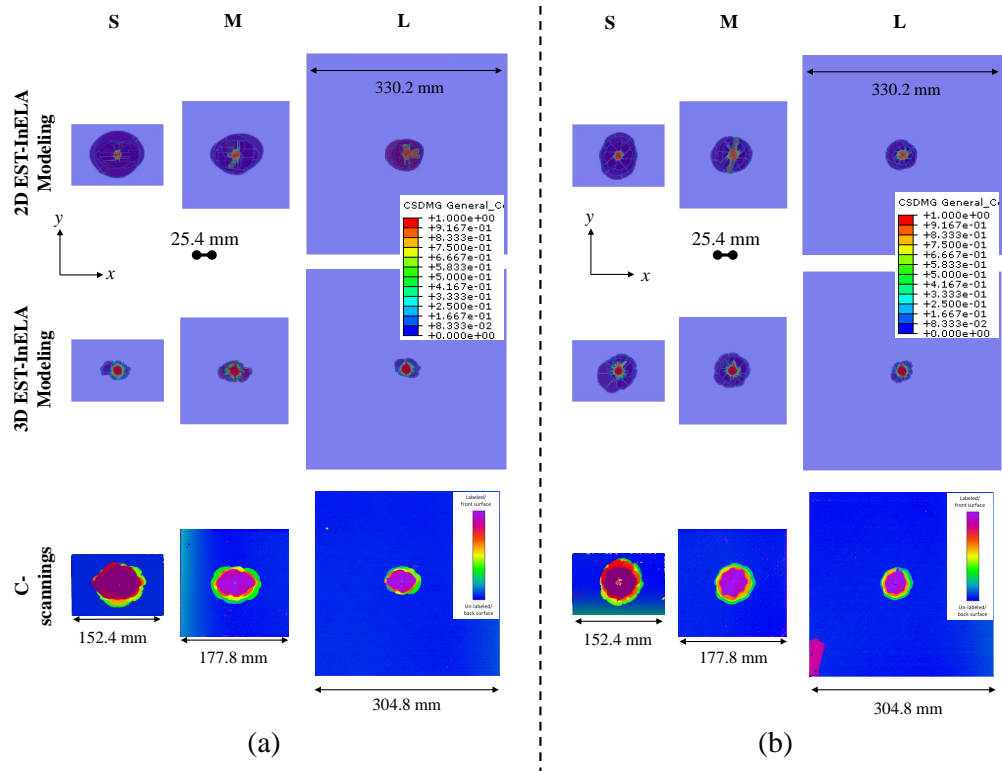 S M L
2D EST-InELA
Modeling
330.2 mm
CSDMG General_Co
+1.000e+00
+9.167e-01
+8.333e-01
+7.500e-01
+6.667e-01
+5.833e-01
+5.000e-01
+4.167e-01
+3.333e-01
+2.500e-01
+1.667e-01
+8.333e-02
+0.000e+00
y
x
25.4 mm
3D EST-InELA
Modeling
C-
scannings
Labeled/
front surface
Un-labeled/
back surface
152.4 mm
177.8 mm
304.8 mm
(a)
S M L
330.2 mm
CSDMG General_Co
+1.000e+00
+9.167e-01
+8.333e-01
+7.500e-01
+6.667e-01
+5.833e-01
+5.000e-01
+4.167e-01
+3.333e-01
+2.500e-01
+1.667e-01
+8.333e-02
+0.000e+00
25.4 mm
Labeled/
front surface
Un-labeled/
back surface
152.4 mm
177.8 mm
304.8 mm
(b)